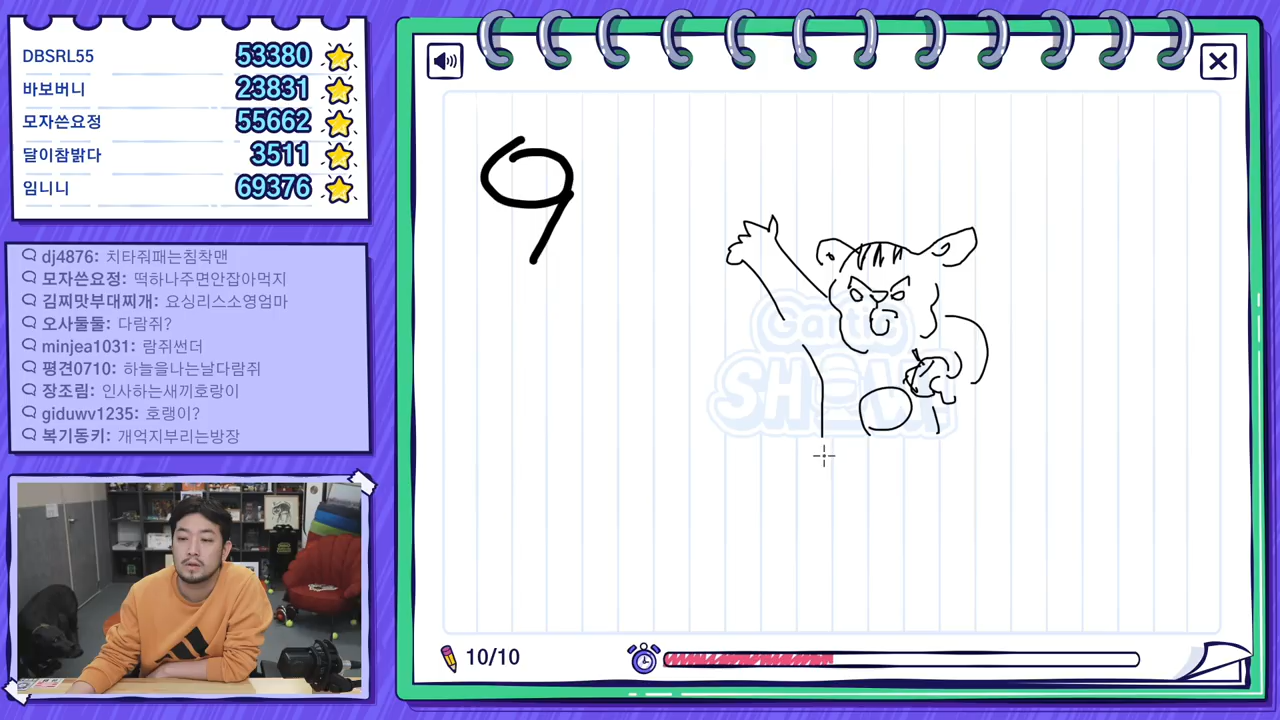 DBSRL55 53380
바보버니 23831
모자쓴요정 55662
달이참밝다 3511
임니니 69376
dj4876: 치타줘패는침착맨
모자쓴요정: 떡하나주면안잡아먹지
김찌맛부대찌개: 요싱리스소영엄마
오사둘둘: 다람쥐?
minjea1031: 람쥐썬더
평견0710: 하늘을나는날다람쥐
장조림: 인사하는새끼호랑이
giduwv1235: 호랭이?
복기동키: 개억지부리는방장
9
Gartic
SHOW
10/10